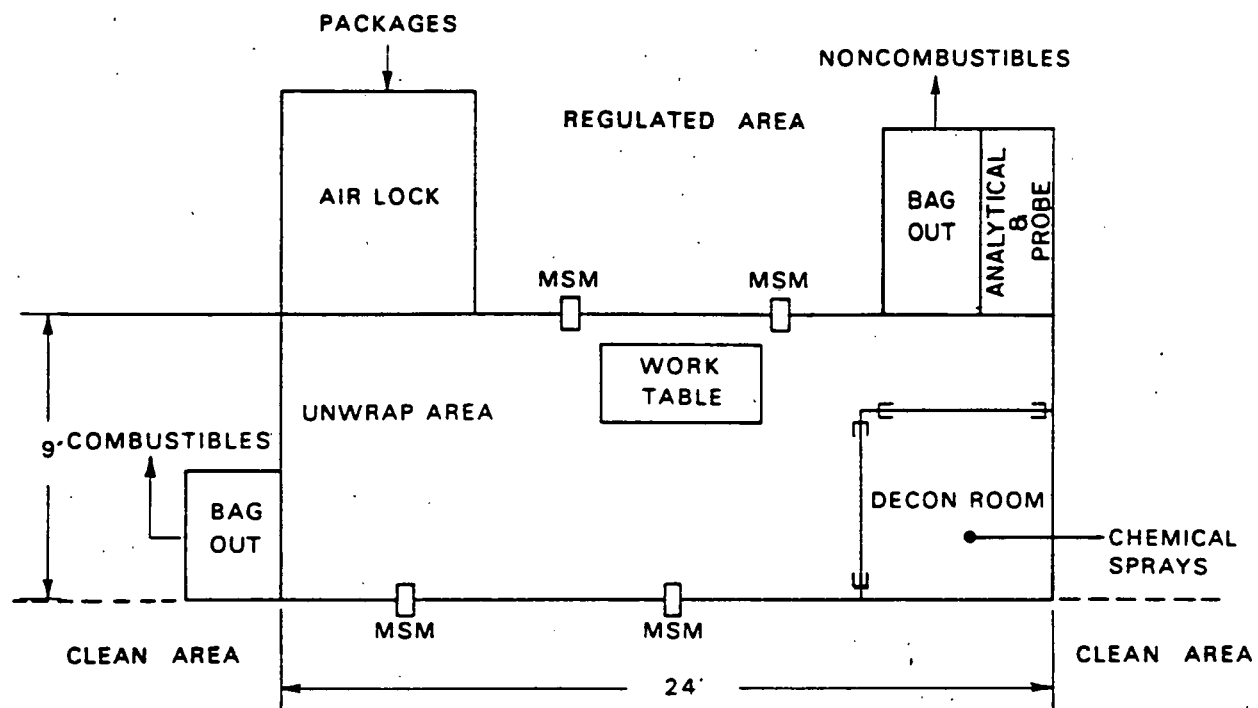 PACKAGES
NONCOMBUSTIBLES
REGULATED AREA
AIR LOCK
BAG
OUT
ANALYTICAL
&
PROBE
MSM
MSM
WORK
TABLE
UNWRAP AREA
9'
COMBUSTIBLES
BAG
OUT
DECON ROOM
CHEMICAL
SPRAYS
MSM
MSM
CLEAN AREA
CLEAN AREA
24'